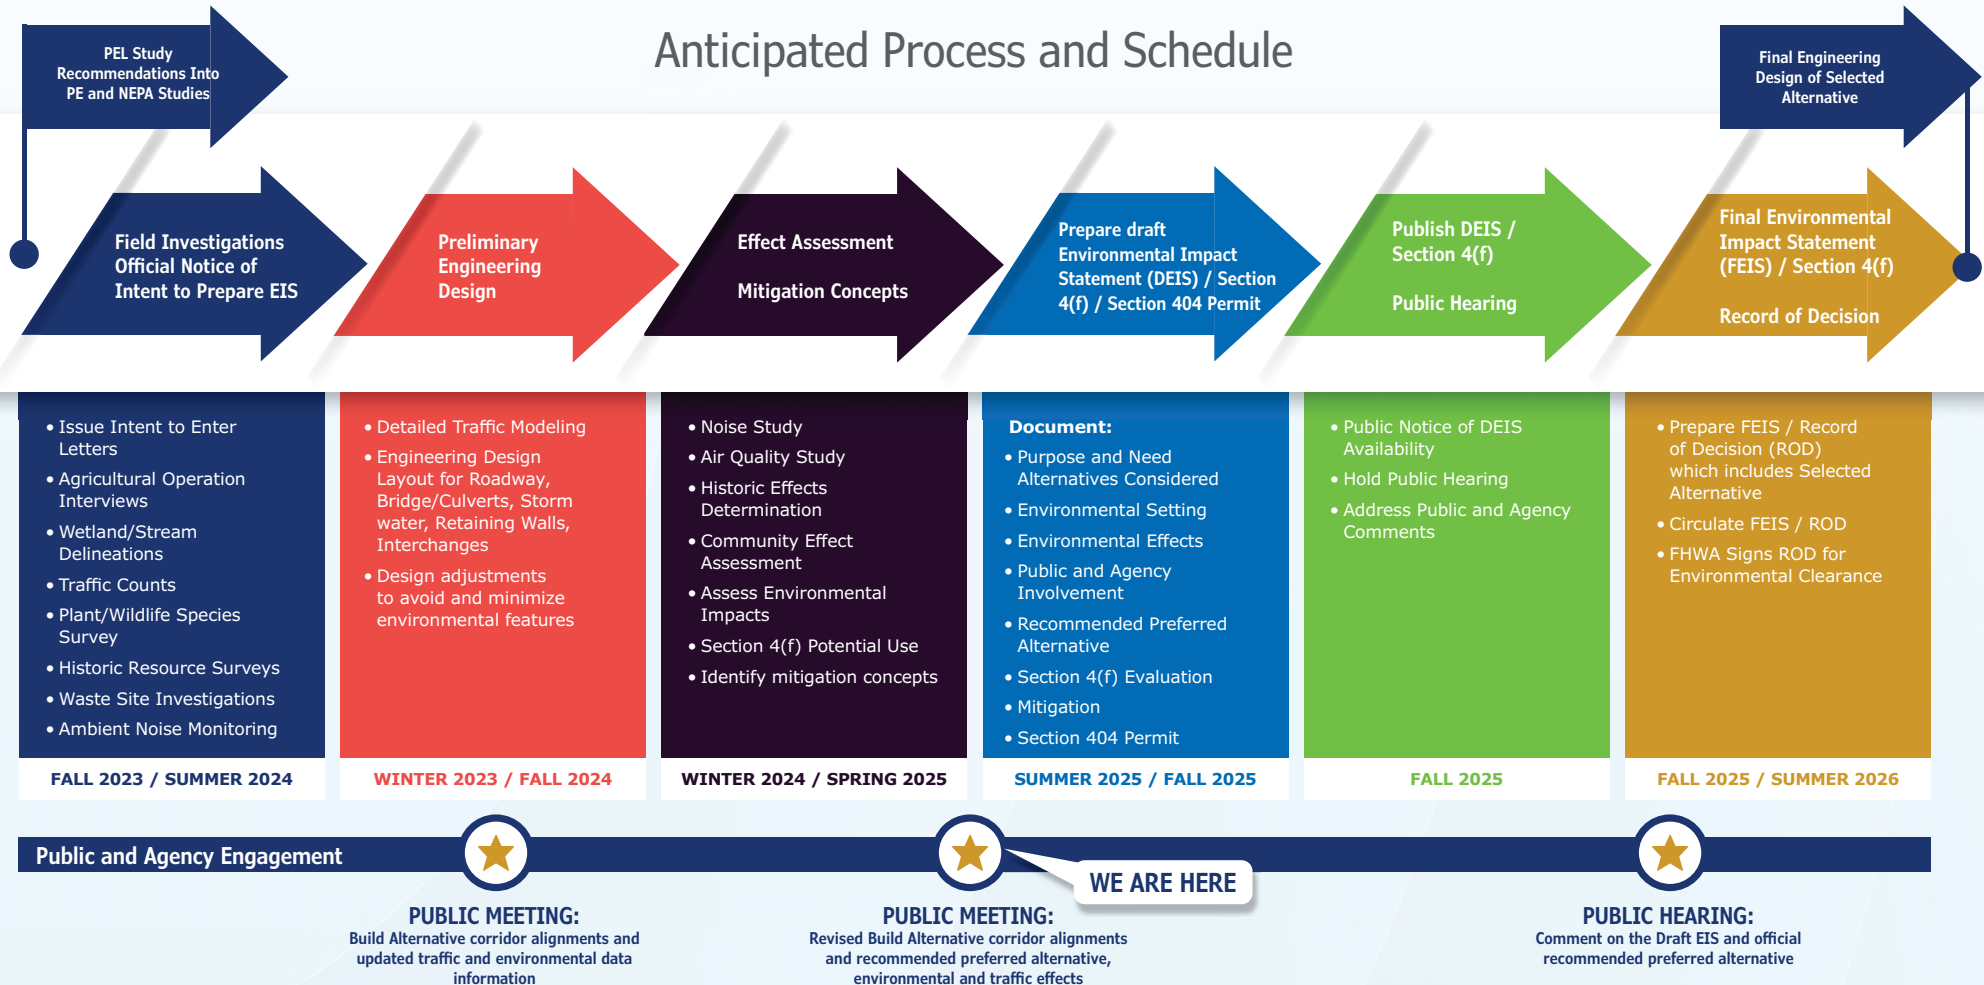 Anticipated Process and Schedule
PEL Study
Recommendations Into
PE and NEPA Studies
Final Engineering
Design of Selected
Alternative
Field Investigations
Official Notice of
Intent to Prepare EIS
Preliminary
Engineering
Design
Effect Assessment
Mitigation Concepts
Prepare draft
Environmental Impact
Statement (DEIS) / Section
4(f) / Section 404 Permit
Publish DEIS /
Section 4(f)
Public Hearing
Final Environmental
Impact Statement
(FEIS) / Section 4(f)
Record of Decision
• Issue Intent to Enter
Letters
• Agricultural Operation
Interviews
• Wetland/Stream
Delineations
• Traffic Counts
• Plant/Wildlife Species
Survey
• Historic Resource Surveys
• Waste Site Investigations
• Ambient Noise Monitoring
FALL 2023 / SUMMER 2024
• Detailed Traffic Modeling
• Engineering Design
Layout for Roadway,
Bridge/Culverts, Storm
water, Retaining Walls,
Interchanges
• Design adjustments
to avoid and minimize
environmental features
WINTER 2023 / FALL 2024
• Noise Study
• Air Quality Study
• Historic Effects
Determination
• Community Effect
Assessment
• Assess Environmental
Impacts
• Section 4(f) Potential Use
• Identify mitigation concepts
WINTER 2024 / SPRING 2025
Document:
• Purpose and Need
Alternatives Considered
• Environmental Setting
• Environmental Effects
• Public and Agency
Involvement
• Recommended Preferred
Alternative
• Section 4(f) Evaluation
• Mitigation
• Section 404 Permit
SUMMER 2025 / FALL 2025
• Public Notice of DEIS
Availability
• Hold Public Hearing
• Address Public and Agency
Comments
FALL 2025
• Prepare FEIS / Record
of Decision (ROD)
which includes Selected
Alternative
• Circulate FEIS / ROD
• FHWA Signs ROD for
Environmental Clearance
FALL 2025 / SUMMER 2026
Public and Agency Engagement
WE ARE HERE
PUBLIC MEETING:
Build Alternative corridor alignments and
updated traffic and environmental data
information
PUBLIC MEETING:
Revised Build Alternative corridor alignments
and recommended preferred alternative,
environmental and traffic effects
PUBLIC HEARING:
Comment on the Draft EIS and official
recommended preferred alternative